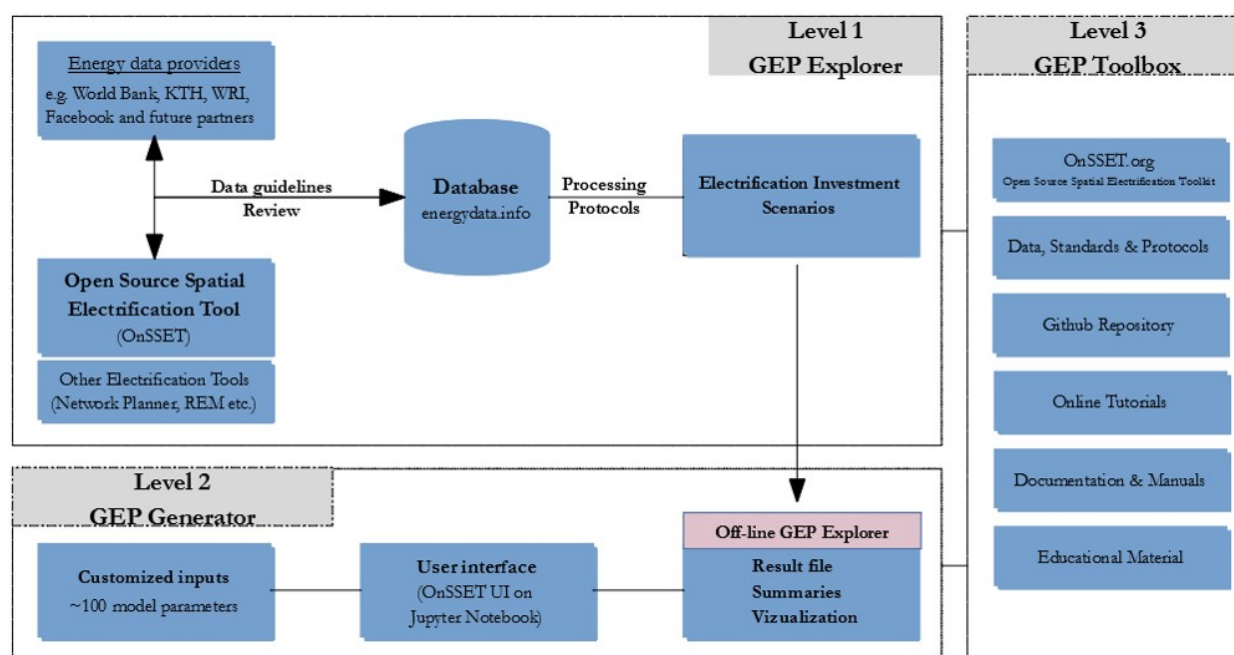 Level 1
GEP Explorer
Energy data providers
e.g. World Bank, KTH, WRI,
Facebook and future partners
Data guidelines
Review
Database
energydata.info
Processing
Protocols
Electrification Investment
Scenarios
Open Source Spatial
Electrification Tool
(OnSSET)
Other Electrification Tools
(Network Planner, REM etc.)
Level 2
GEP Generator
Customized inputs
~100 model parameters
User interface
(OnSSET UI on
Jupyter Notebook)
Off-line GEP Explorer
Result file
Summaries
Vizualization
Level 3
GEP Toolbox
OnSSET.org
Open Source Spatial Electrification Toolkit
Data, Standards & Protocols
Github Repository
Online Tutorials
Documentation & Manuals
Educational Material